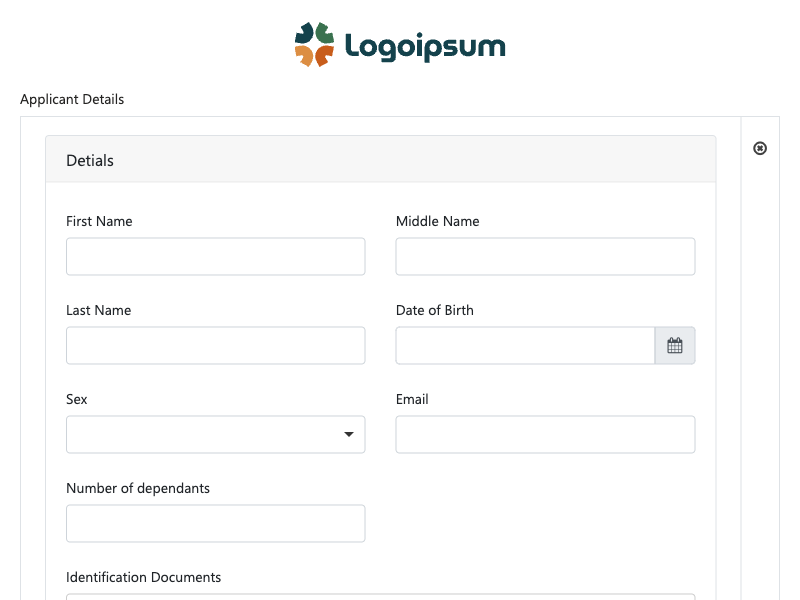 Logoipsum
Applicant Details
Detials
First Name
Middle Name
Last Name
Date of Birth
Sex
Email
Number of dependants
Identification Documents